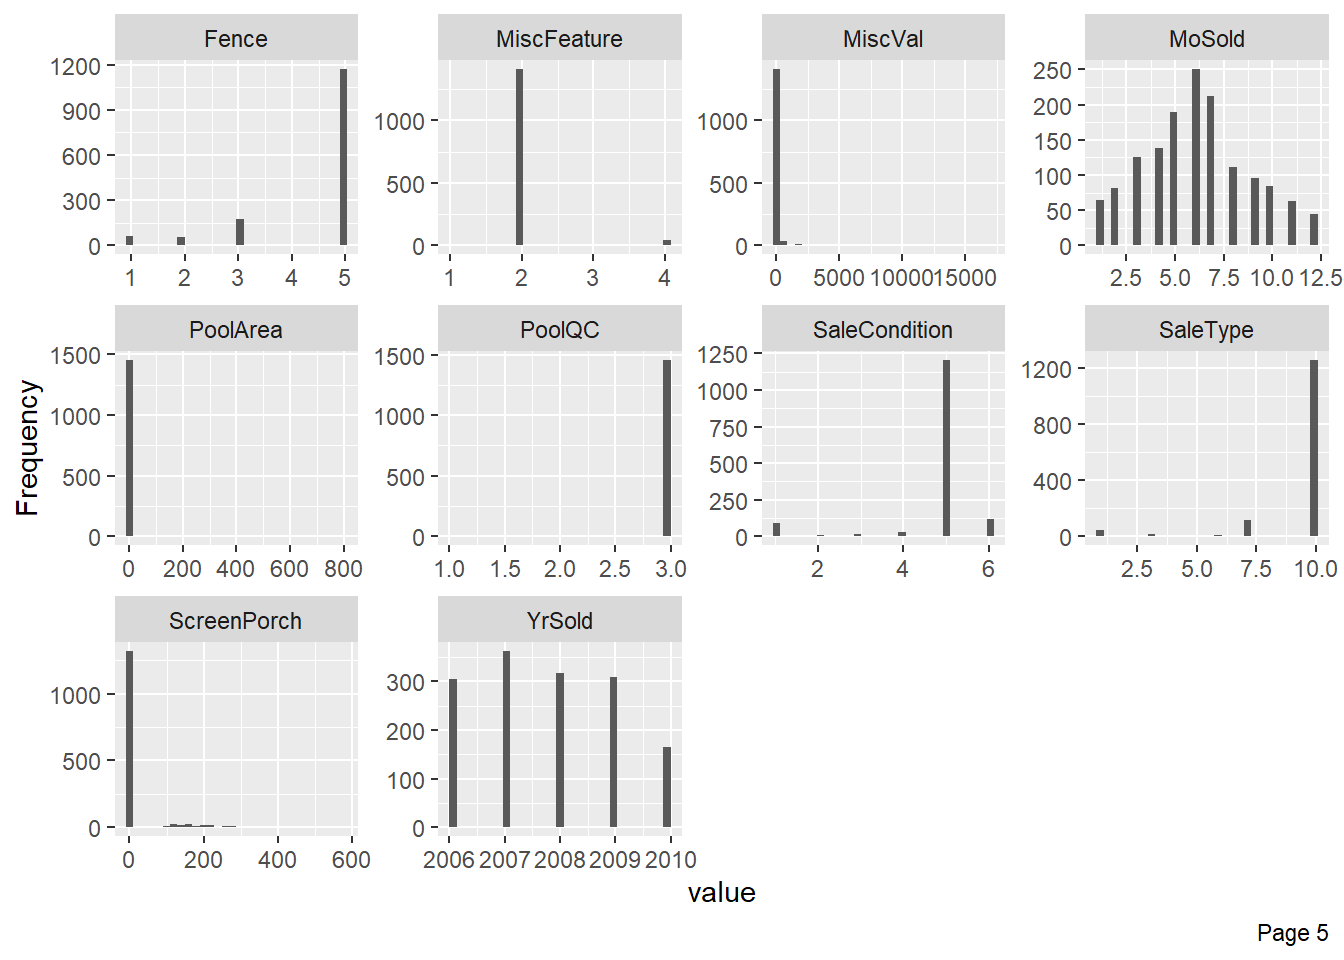 Fence
MiscFeature
MiscVal
MoSold
1200
900
600
300
0
1 2 3 4 5
1000
500
0
1 2 3 4
1000
500
0
0 5000 10000 15000
250
200
150
100
50
0
2.5 5.0 7.5 10.0 12.5
PoolArea
PoolQC
SaleCondition
SaleType
1500
1000
500
0
0 200 400 600 800
1500
1000
500
0
1.0 1.5 2.0 2.5 3.0
1250
1000
750
500
250
0
2 4 6
1200
800
400
0
2.5 5.0 7.5 10.0
Frequency
ScreenPorch
YrSold
1000
500
0
0 200 400 600
300
200
100
0
2006 2007 2008 2009 2010
value
Page 5